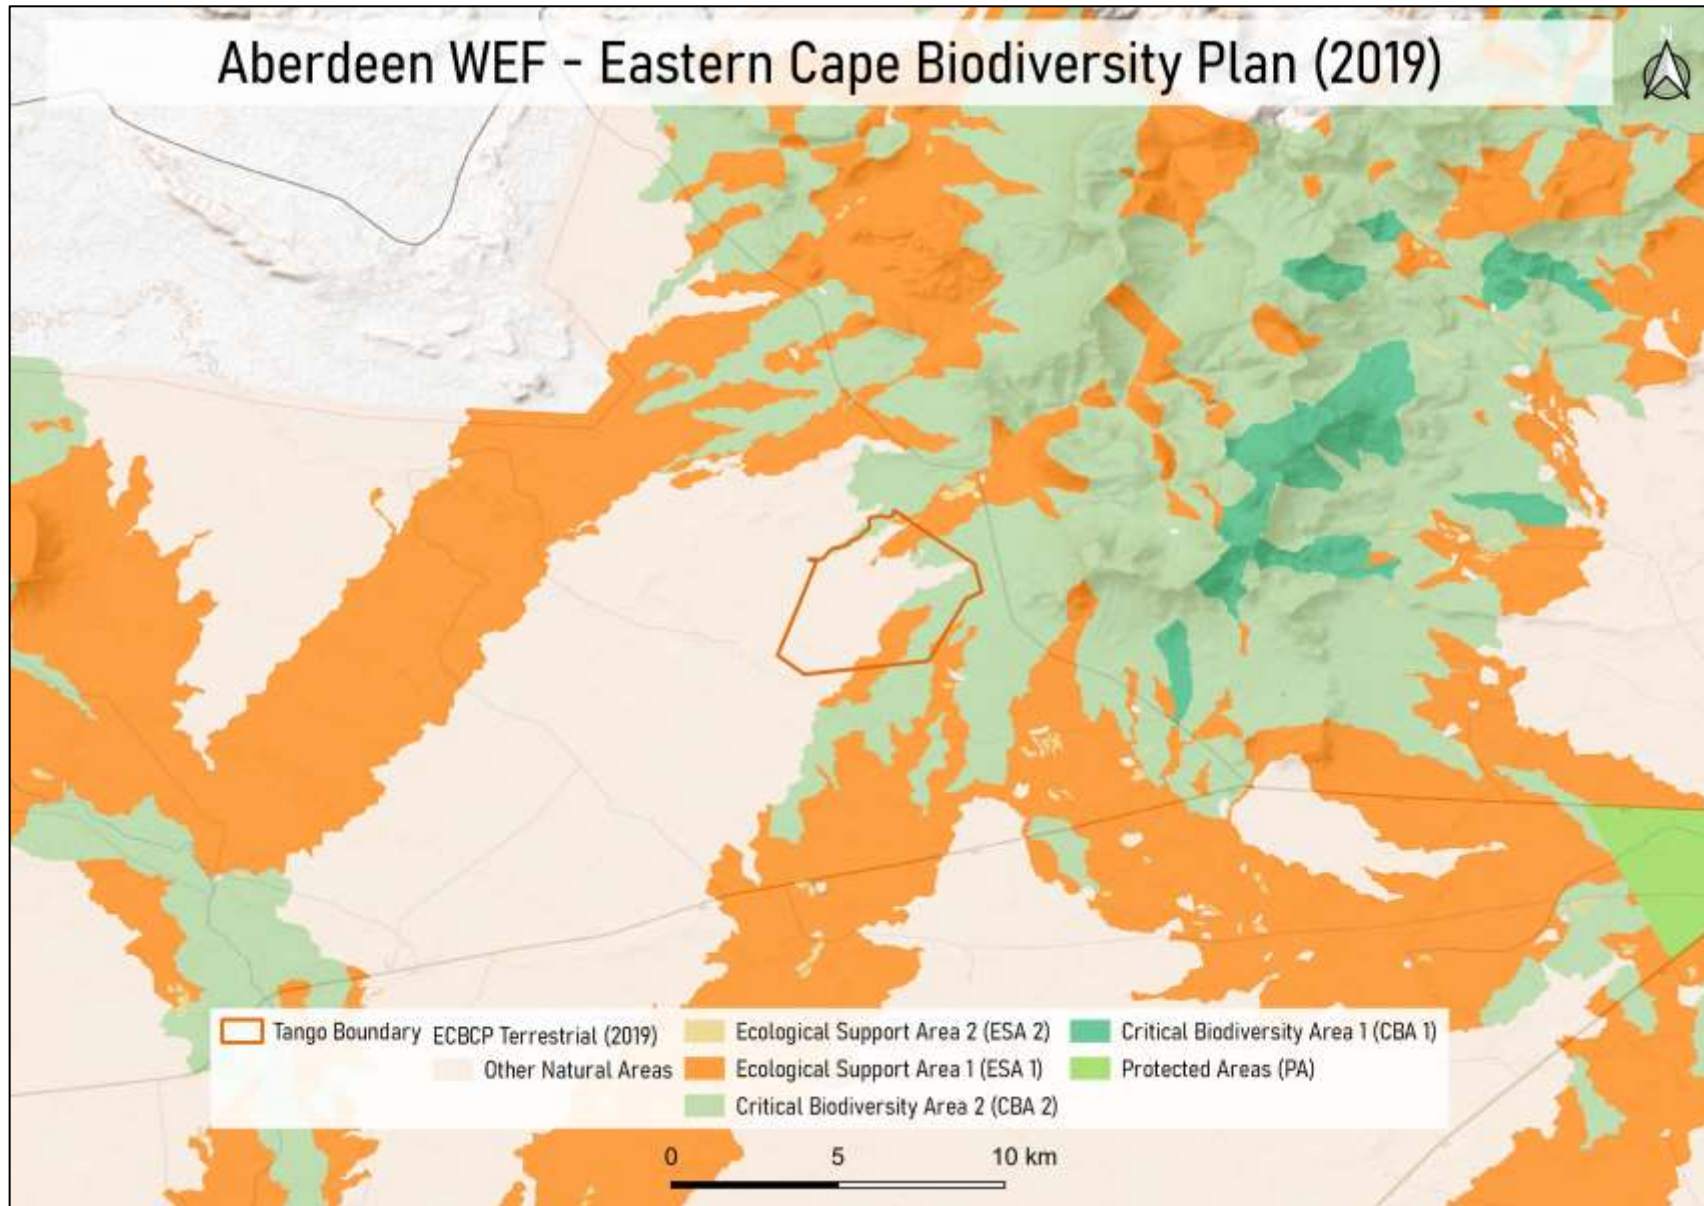 Aberdeen WEF - Eastern Cape Biodiversity Plan (2019)
N
Tango Boundary
ECBCP Terrestrial (2019)
Other Natural Areas
Ecological Support Area 2 (ESA 2)
Ecological Support Area 1 (ESA 1)
Critical Biodiversity Area 2 (CBA 2)
Critical Biodiversity Area 1 (CBA 1)
Protected Areas (PA)
0 5 10 km